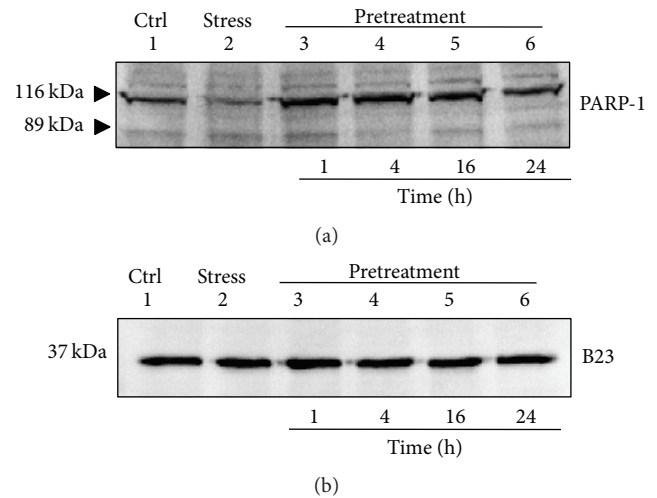 Ctrl Stress Pretreatment
1 2 3 4 5 6
116 kDa
PARP-1
89 kDa
1 4 16 24
Time (h)
(a)
Ctrl Stress Pretreatment
1 2 3 4 5 6
37 kDa
B23
1 4 16 24
Time (h)
(b)